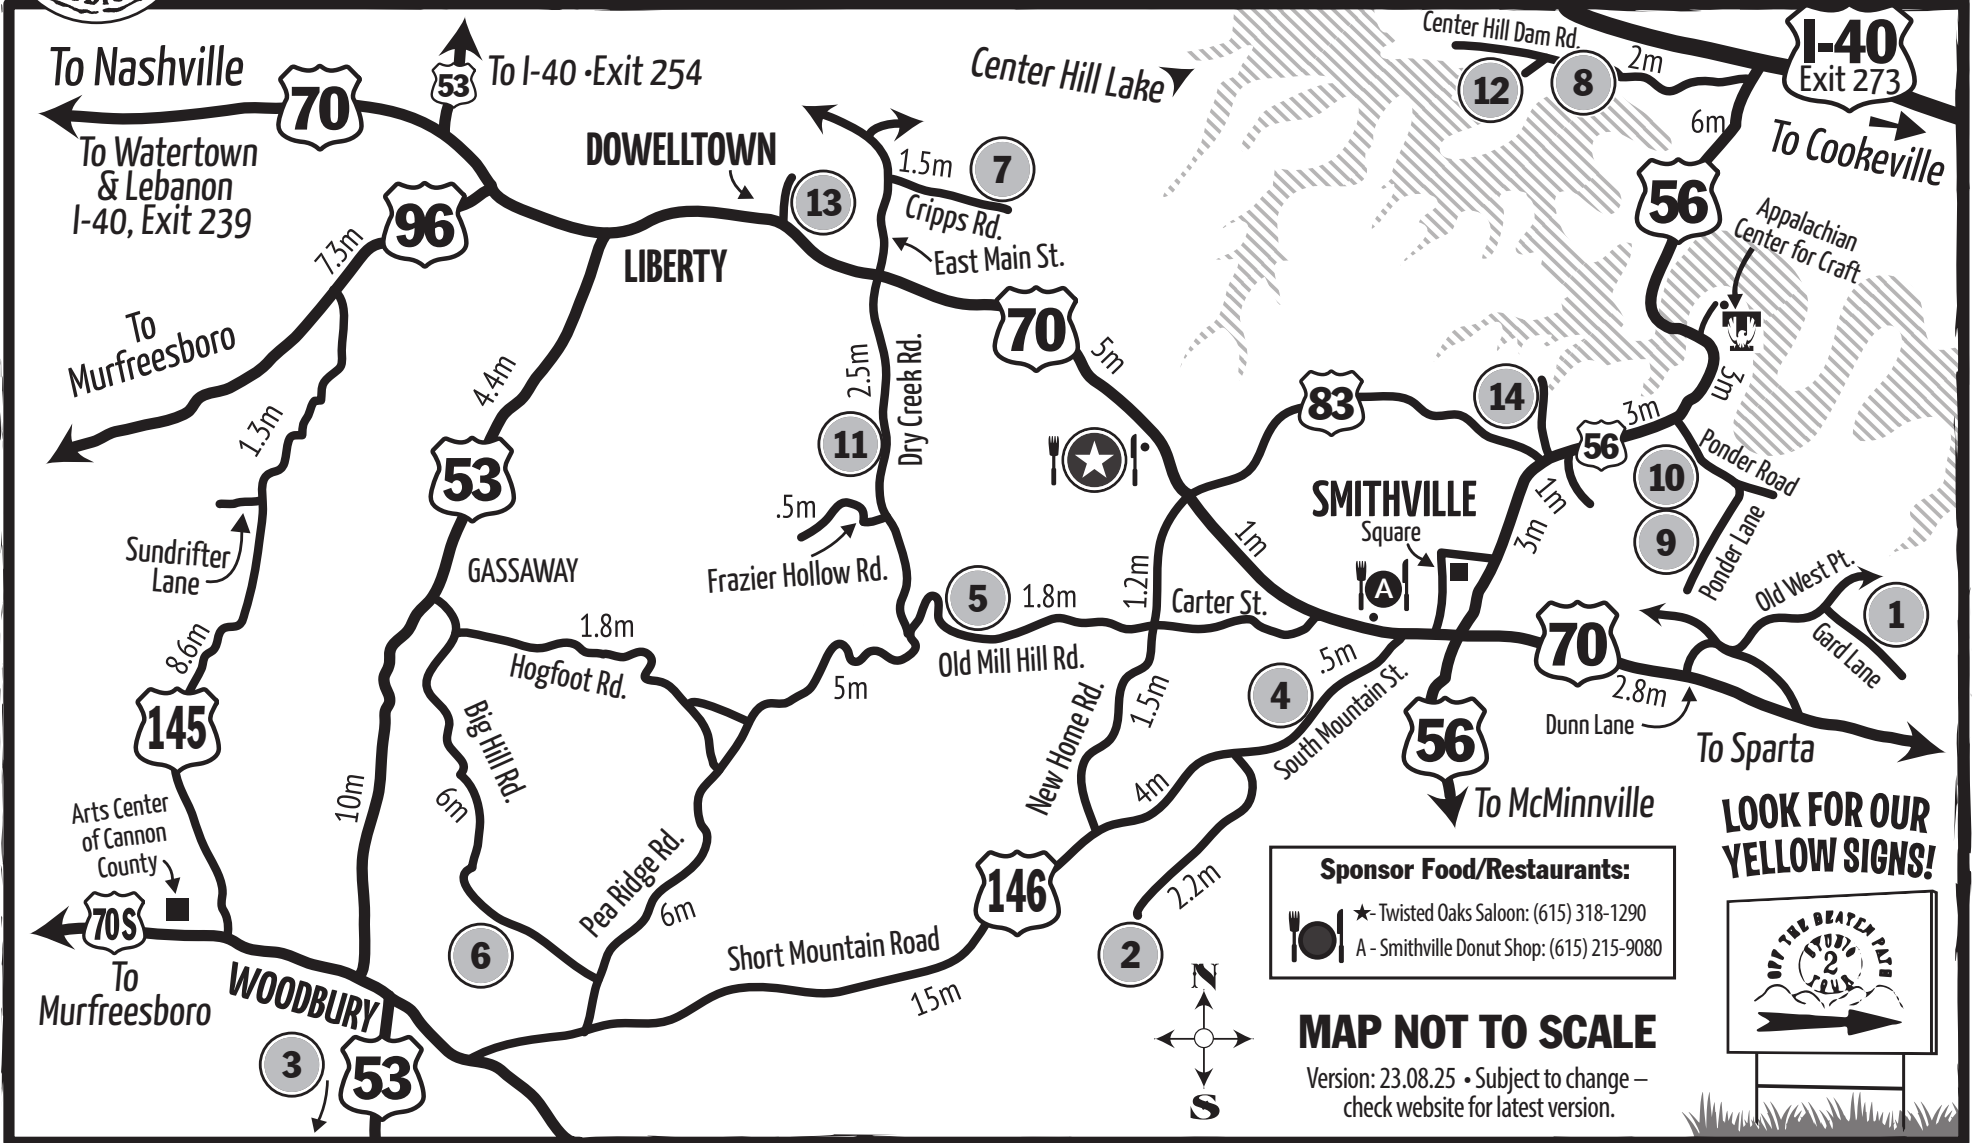 To Nashville
70
53
To I-40 • Exit 254
To Watertown
& Lebanon
I-40, Exit 239
96
7.3m
To
Murfreesboro
1.3m
Sundrifter
Lane
8.6m
145
Arts Center
of Cannon
County
70S
To
Murfreesboro
WOODBURY
3
53
DOWELLTOWN
13
LIBERTY
4.4m
53
GASSAWAY
10m
1.8m
Hogfoot Rd.
Big Hill Rd.
6m
6
Pea Ridge Rd.
6m
Short Mountain Road
15m
146
Center Hill Lake
1.5m
7
Cripps Rd.
East Main St.
70
5m
2.5m
Dry Creek Rd.
11
.5m
Frazier Hollow Rd.
5
1.8m
Old Mill Hill Rd.
5m
1.2m
Carter St.
New Home Rd.
1.5m
4m
2.2m
2
4
.5m
South Mountain St.
1m
83
14
SMITHVILLE
Square
A
3m
1m
56
3m
Center Hill Dam Rd.
12
8
2m
I-40
Exit 273
6m
To Cookeville
56
Appalachian
Center for Craft
T
3m
Ponder Road
10
9
Ponder Lane
Old West Pt.
1
Gard Lane
70
2.8m
Dunn Lane
To Sparta
56
To McMinnville
LOOK FOR OUR
YELLOW SIGNS!
OFF THE BEATEN PATH
STUDIO
2
TOUR
Sponsor Food/Restaurants:
★- Twisted Oaks Saloon: (615) 318-1290
A - Smithville Donut Shop: (615) 215-9080
N
S
MAP NOT TO SCALE
Version: 23.08.25 • Subject to change –
check website for latest version.